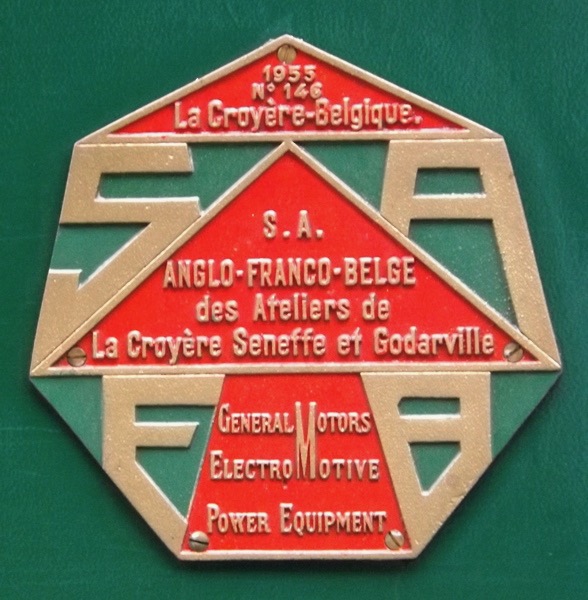 1955
N° 146
La Croyère-Belgique.
S A
S.A.
ANGLO-FRANCO-BELGE
des Ateliers de
La Croyère Seneffe et Godarville
F B
GENERAL MOTORS
ELECTRO MOTIVE
POWER EQUIPMENT